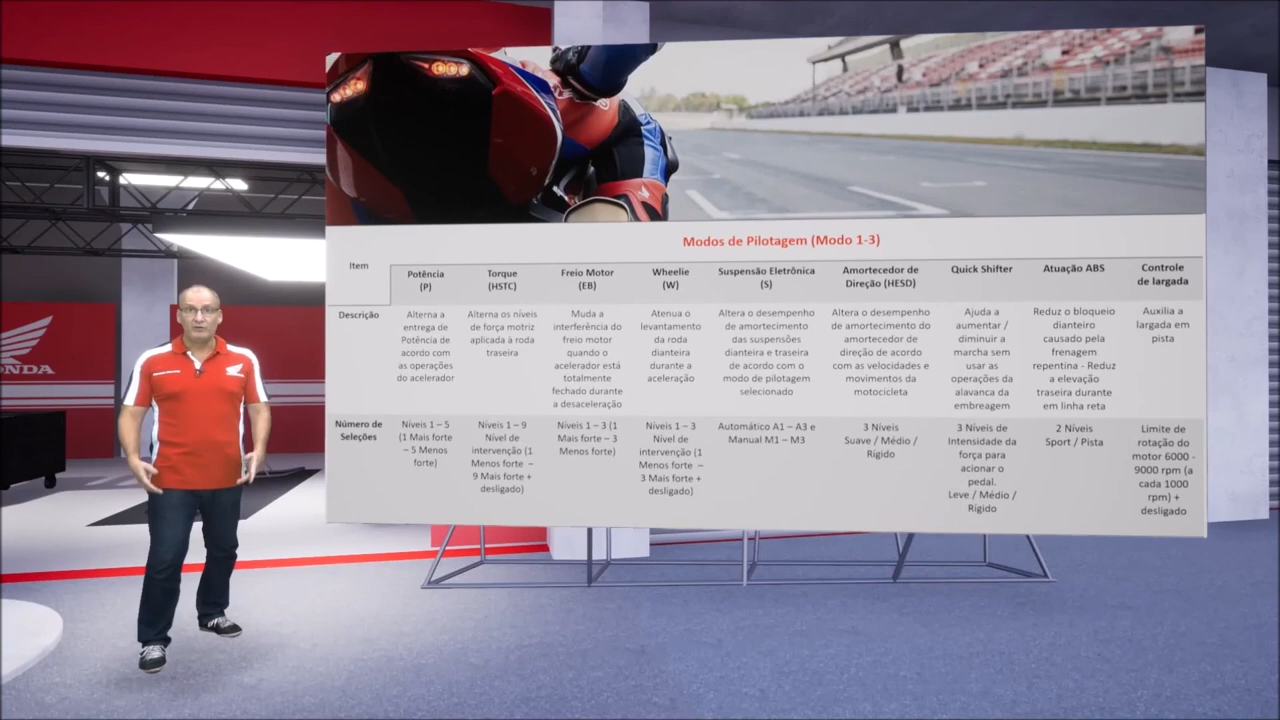 Modos de Pilotagem (Modo 1-3)
Item
Potência
(P)
Torque
(HSTC)
Freio Motor
(EB)
Wheelie
(W)
Suspensão Eletrônica
(S)
Amortecedor de
Direção (HESD)
Quick Shifter
Atuação ABS
Controle
de largada
Descrição
Alterna a
entrega de
Potência de
acordo com
as operações
do acelerador
Alterna os níveis
de força motriz
aplicada à roda
traseira
Muda a
interferência do
freio motor
quando o
acelerador está
totalmente
fechado durante
a desaceleração
Atenua o
levantamento
da roda
dianteira
durante a
aceleração
Altera o desempenho
de amortecimento
das suspensões
dianteira e traseira
de acordo com o
modo de pilotagem
selecionado
Altera o desempenho
de amortecimento do
amortecedor de
direção de acordo
com as velocidades e
movimentos da
motocicleta
Ajuda a
aumentar /
diminuir a
marcha sem
usar as
operações da
alavanca da
embreagem
Reduz o bloqueio
dianteiro
causado pela
frenagem
repentina - Reduz
a elevação
traseira durante
em linha reta
Auxilia a
largada em
pista
Número de
Seleções
Níveis 1 – 5
(1 Mais forte
– 5 Menos
forte)
Níveis 1 – 9
Nível de
intervenção (1
Menos forte –
9 Mais forte +
desligado)
Níveis 1 – 3 (1
Mais forte – 3
Menos forte)
Níveis 1 – 3
Nível de
intervenção (1
Menos forte –
3 Mais forte +
desligado)
Automático A1 – A3 e
Manual M1 – M3
3 Níveis
Suave / Médio /
Rígido
3 Níveis de
Intensidade da
força para
acionar o
pedal.
Leve / Médio /
Rígido
2 Níveis
Sport / Pista
Limite de
rotação do
motor 6000 -
9000 rpm (a
cada 1000
rpm) +
desligado
ONDA